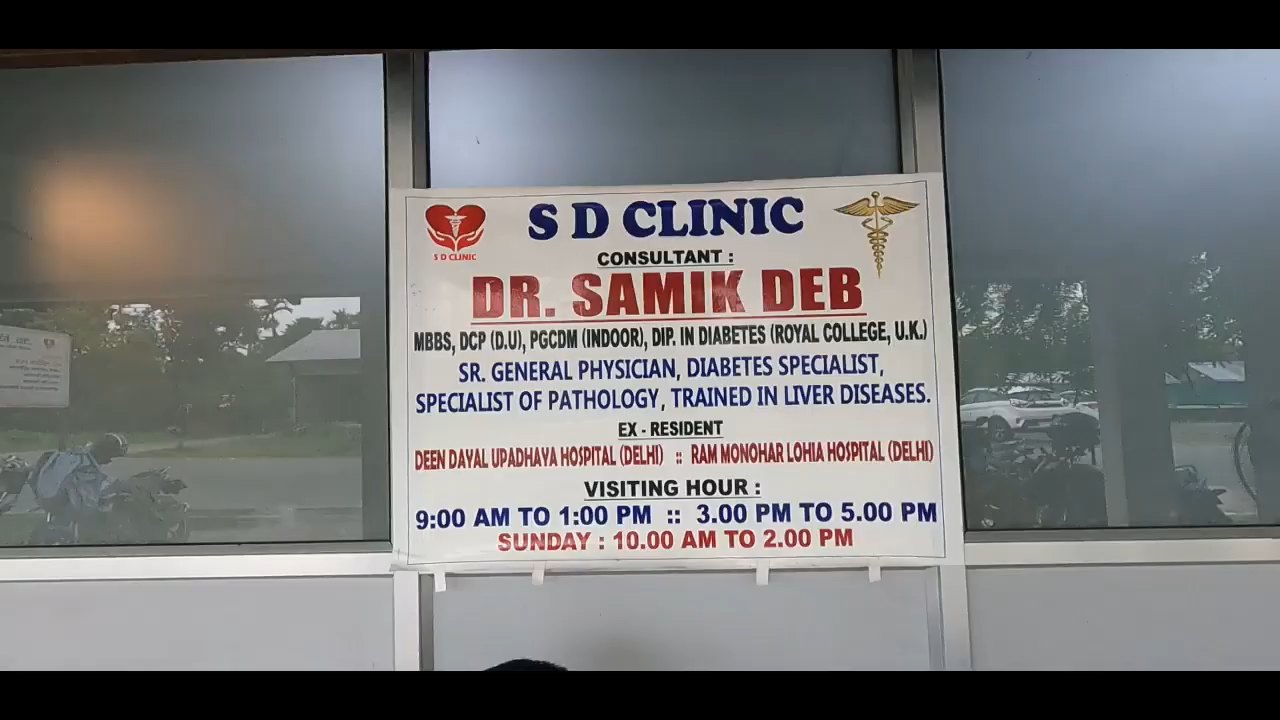 S D CLINIC
S D CLINIC
CONSULTANT :
DR. SAMIK DEB
MBBS, DCP (D.U), PGCDM (INDOOR), DIP. IN DIABETES (ROYAL COLLEGE, U.K.)
SR. GENERAL PHYSICIAN, DIABETES SPECIALIST,
SPECIALIST OF PATHOLOGY, TRAINED IN LIVER DISEASES.
EX - RESIDENT
DEEN DAYAL UPADHAYA HOSPITAL (DELHI) :: RAM MONOHAR LOHIA HOSPITAL (DELHI)
VISITING HOUR :
9:00 AM TO 1:00 PM :: 3.00 PM TO 5.00 PM
SUNDAY : 10.00 AM TO 2.00 PM